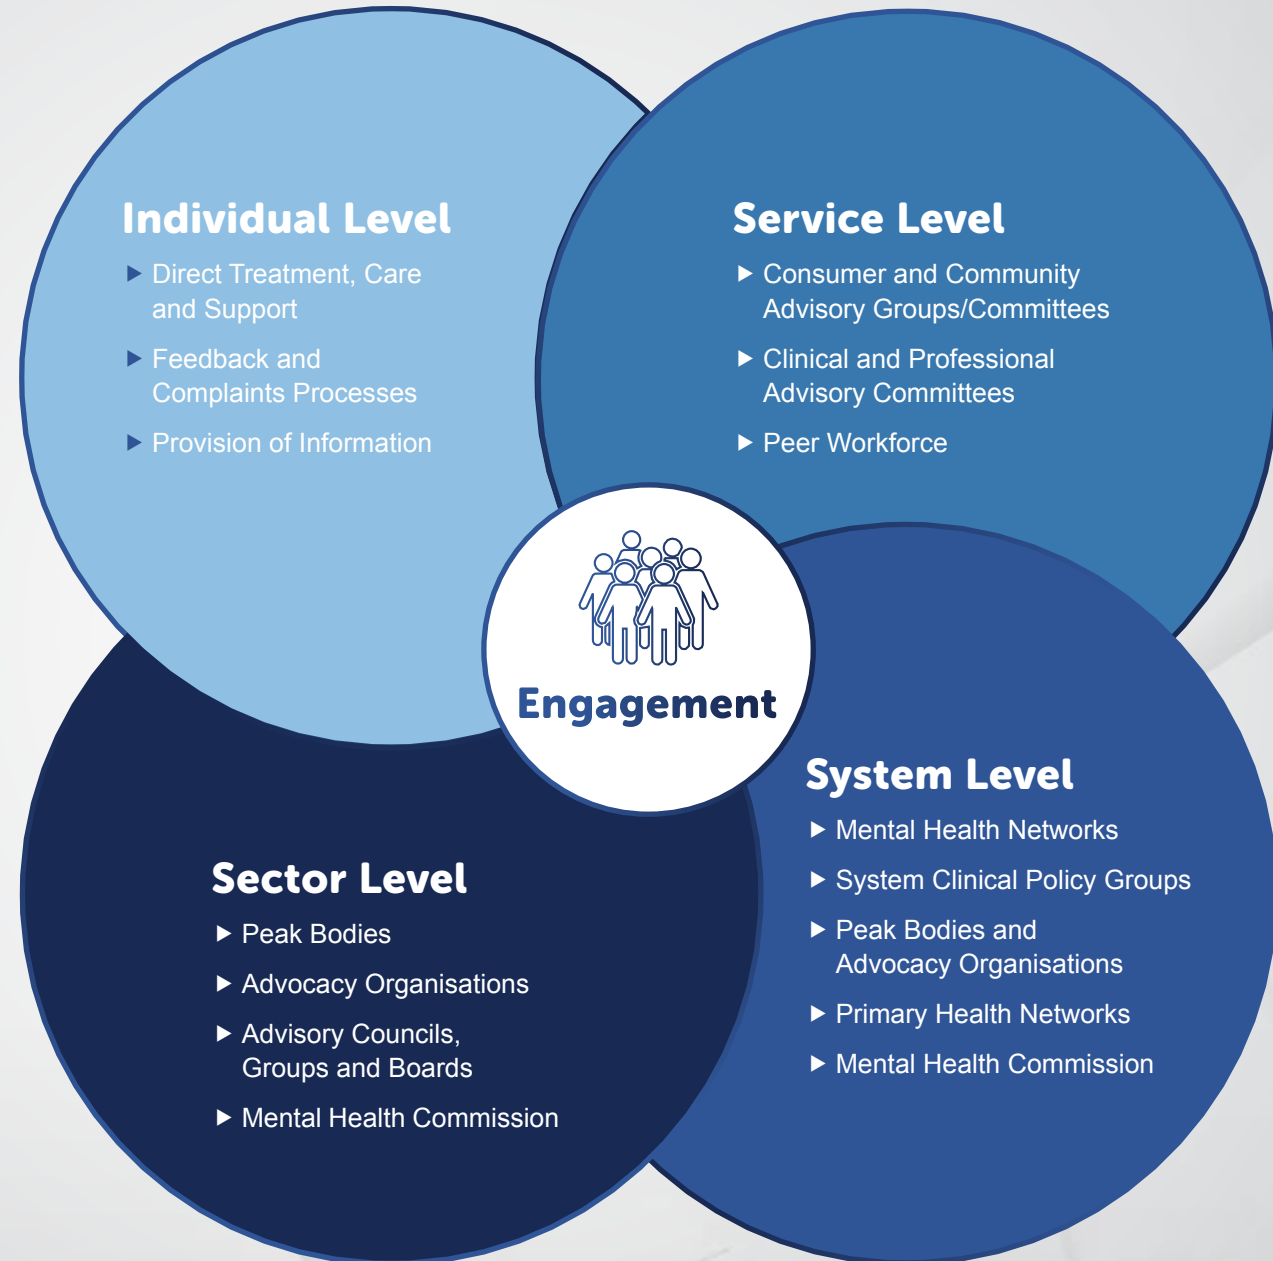 Individual Level
Direct Treatment, Care
and Support
Feedback and
Complaints Processes
Provision of Information
Service Level
Consumer and Community
Advisory Groups/Committees
Clinical and Professional
Advisory Committees
Peer Workforce
Engagement
System Level
Mental Health Networks
System Clinical Policy Groups
Peak Bodies and
Advocacy Organisations
Primary Health Networks
Mental Health Commission
Sector Level
Peak Bodies
Advocacy Organisations
Advisory Councils,
Groups and Boards
Mental Health Commission